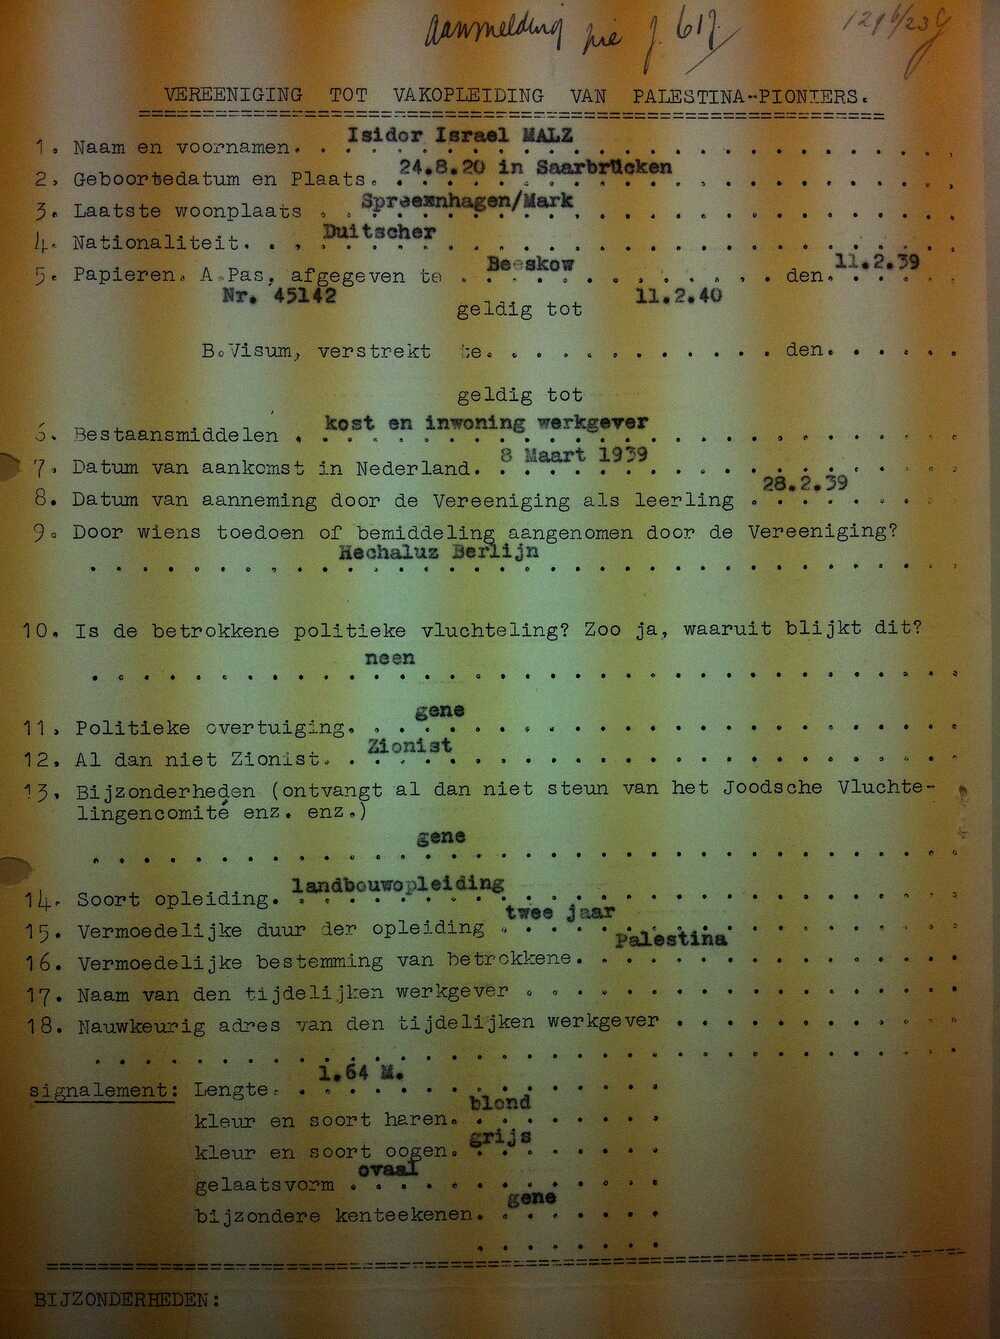 Aanmelding zie J. 617.
VEREENIGING TOT VAKOPLEIDING VAN PALESTINA-PIONIERS.
1. Naam en voornamen. Isidor Israel MALZ
2. Geboortedatum en Plaats. 24.8.20 in Saarbrücken
3. Laatste woonplaats Spreennhagen/Mark
4. Nationaliteit. Duitscher
5. Papieren. A.Pas, afgegeven te Beeskow den. 11.2.39
Nr. 45142 geldig tot 11.2.40
B.Visum, verstrekt te. den.
geldig tot
6. Bestaansmiddelen kost en inwoning werkgever
7. Datum van aankomst in Nederland. 8 Maart 1939
8. Datum van aanneming door de Vereeniging als leerling 28.2.39
9. Door wiens toedoen of bemiddeling aangenomen door de Vereeniging?
Hechaluz Berlijn
10. Is de betrokkene politieke vluchteling? Zoo ja, waaruit blijkt dit?
neen
11. Politieke overtuiging. gene
12. Al dan niet Zionist. Zionist
13. Bijzonderheden (ontvangt al dan niet steun van het Joodsche Vluchte-
lingencomité enz. enz.)
gene
14. Soort opleiding. landbouwopleiding
15. Vermoedelijke duur der opleiding twee jaar
16. Vermoedelijke bestemming van betrokkene. Palestina
17. Naam van den tijdelijken werkgever
18. Nauwkeurig adres van den tijdelijken werkgever
signalement: Lengte. 1.64 M.
kleur en soort haren. blond
kleur en soort oogen. grijs
gelaatsvorm ovaal
bijzondere kenteekenen. gene
BIJZONDERHEDEN: